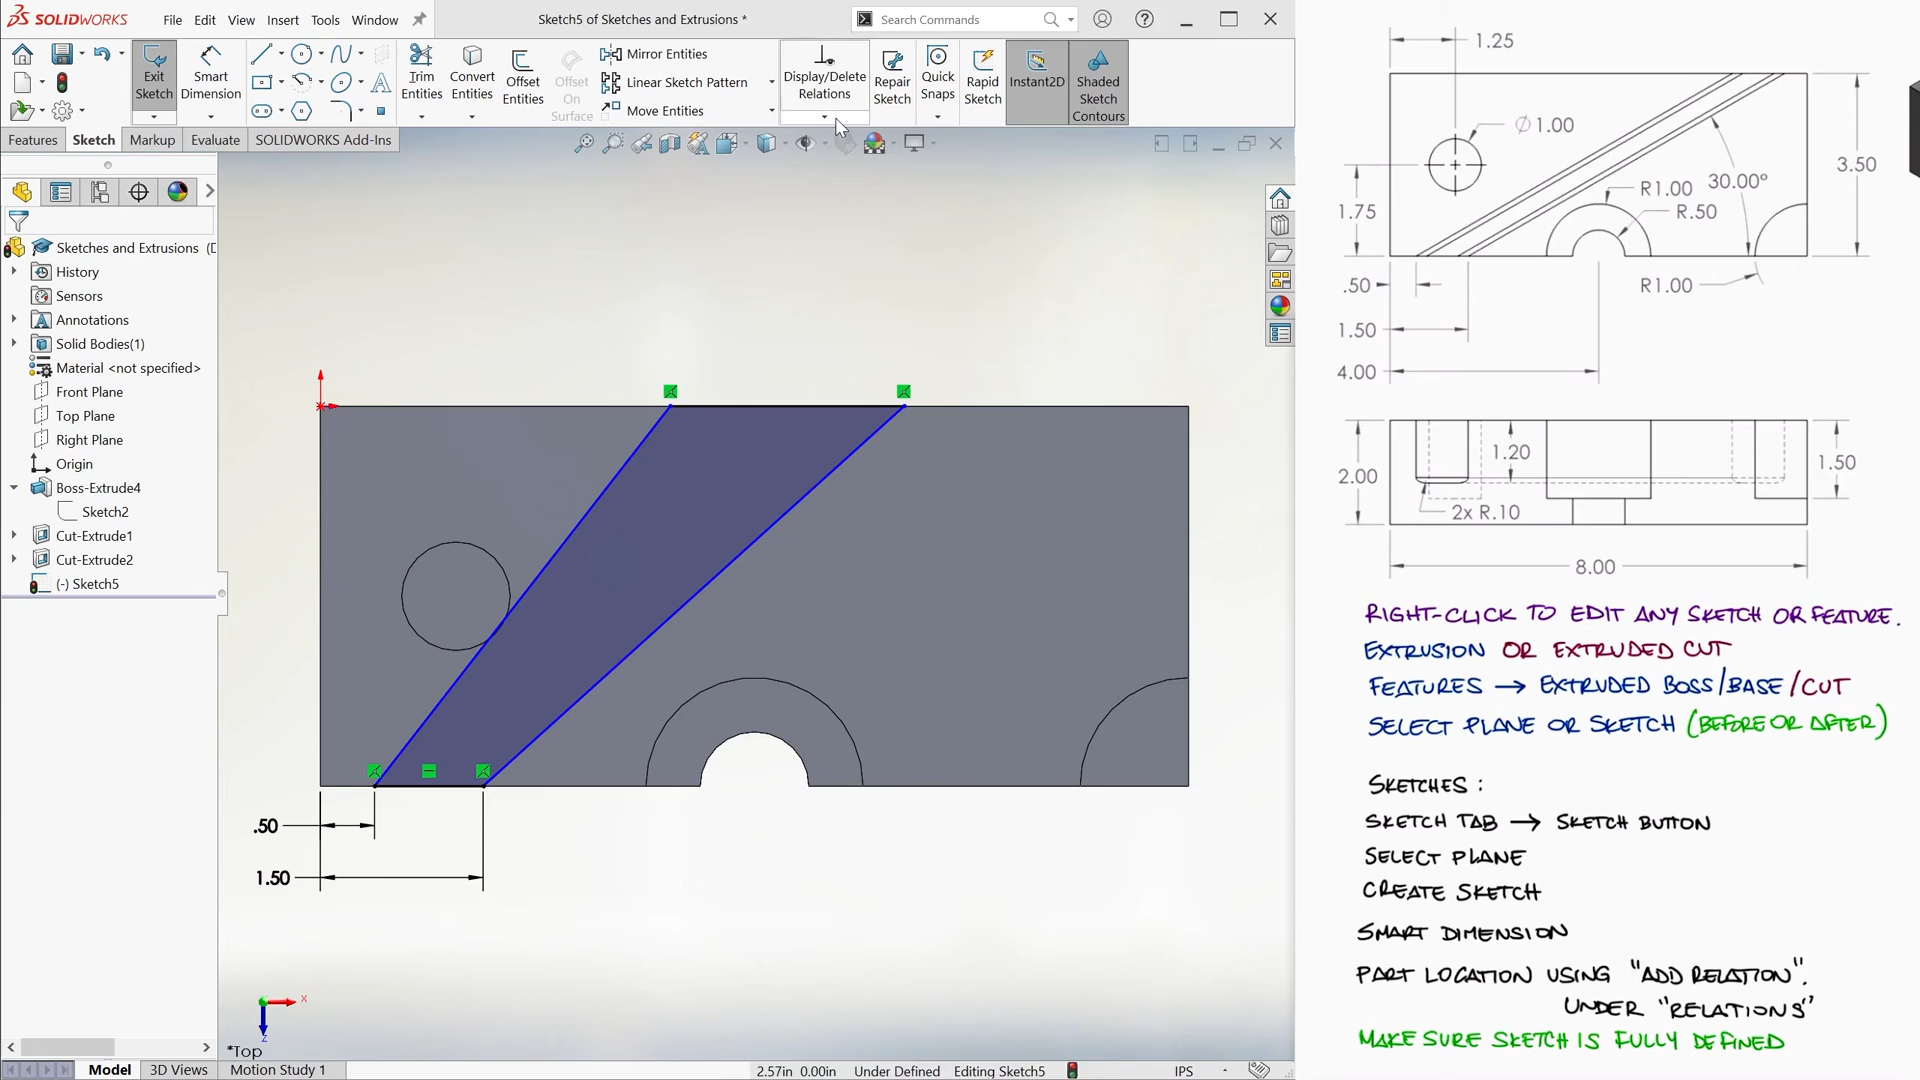 SOLIDWORKS File Edit View Insert Tools Window Sketch5 of Sketches and Extrusions * Search Commands
Exit Sketch
Smart Dimension
Trim Entities
Convert Entities
Offset Entities
Offset On Surface
Mirror Entities
Linear Sketch Pattern
Move Entities
Display/Delete Relations
Repair Sketch
Quick Snaps
Rapid Sketch
Instant2D
Shaded Sketch Contours
Features Sketch Markup Evaluate SOLIDWORKS Add-Ins
Sketches and Extrusions (D
History
Sensors
Annotations
Solid Bodies(1)
Material <not specified>
Front Plane
Top Plane
Right Plane
Origin
Boss-Extrude4
Sketch2
Cut-Extrude1
Cut-Extrude2
(-) Sketch5
.50
1.50
X
Z
*Top
Model 3D Views Motion Study 1
2.57in 0.00in Under Defined Editing Sketch5 IPS
1.25
Ø1.00
3.50
R1.00 30.00°
R.50
1.75
.50
R1.00
1.50
4.00
1.20
1.50
2.00
2x R.10
8.00
RIGHT-CLICK TO EDIT ANY SKETCH OR FEATURE.
EXTRUSION OR EXTRUDED CUT
FEATURES → EXTRUDED BOSS/BASE/CUT
SELECT PLANE OR SKETCH (BEFORE OR AFTER)
SKETCHES :
SKETCH TAB → SKETCH BUTTON
SELECT PLANE
CREATE SKETCH
SMART DIMENSION
PART LOCATION USING "ADD RELATION".
UNDER "RELATIONS"
MAKE SURE SKETCH IS FULLY DEFINED